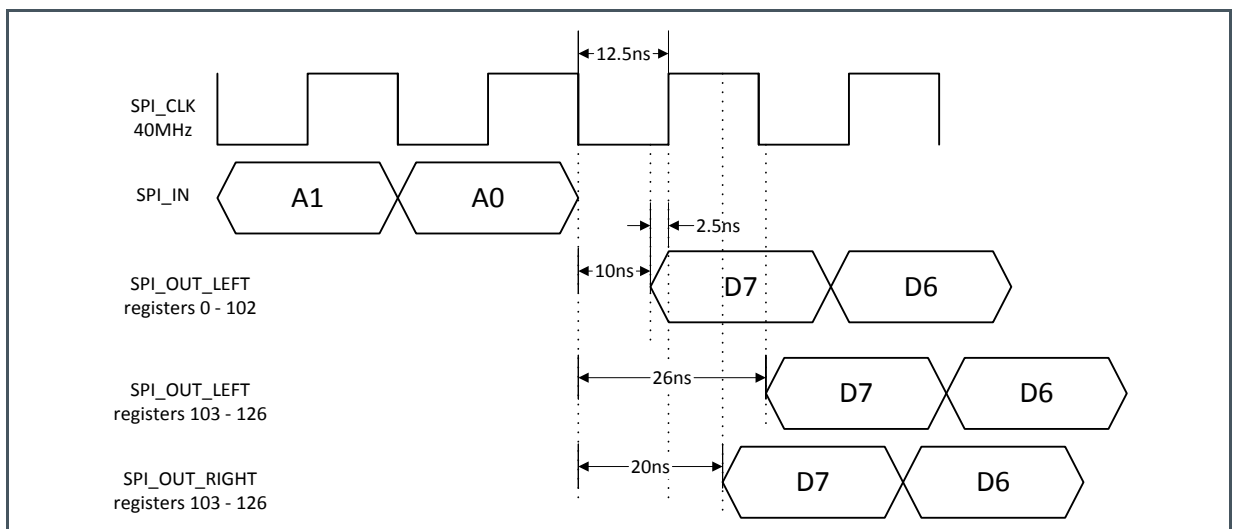 12.5ns
SPI_CLK
40MHz
SPI_IN
A1
A0
2.5ns
10ns
SPI_OUT_LEFT
registers 0 - 102
D7
D6
26ns
SPI_OUT_LEFT
registers 103 - 126
D7
D6
20ns
SPI_OUT_RIGHT
registers 103 - 126
D7
D6